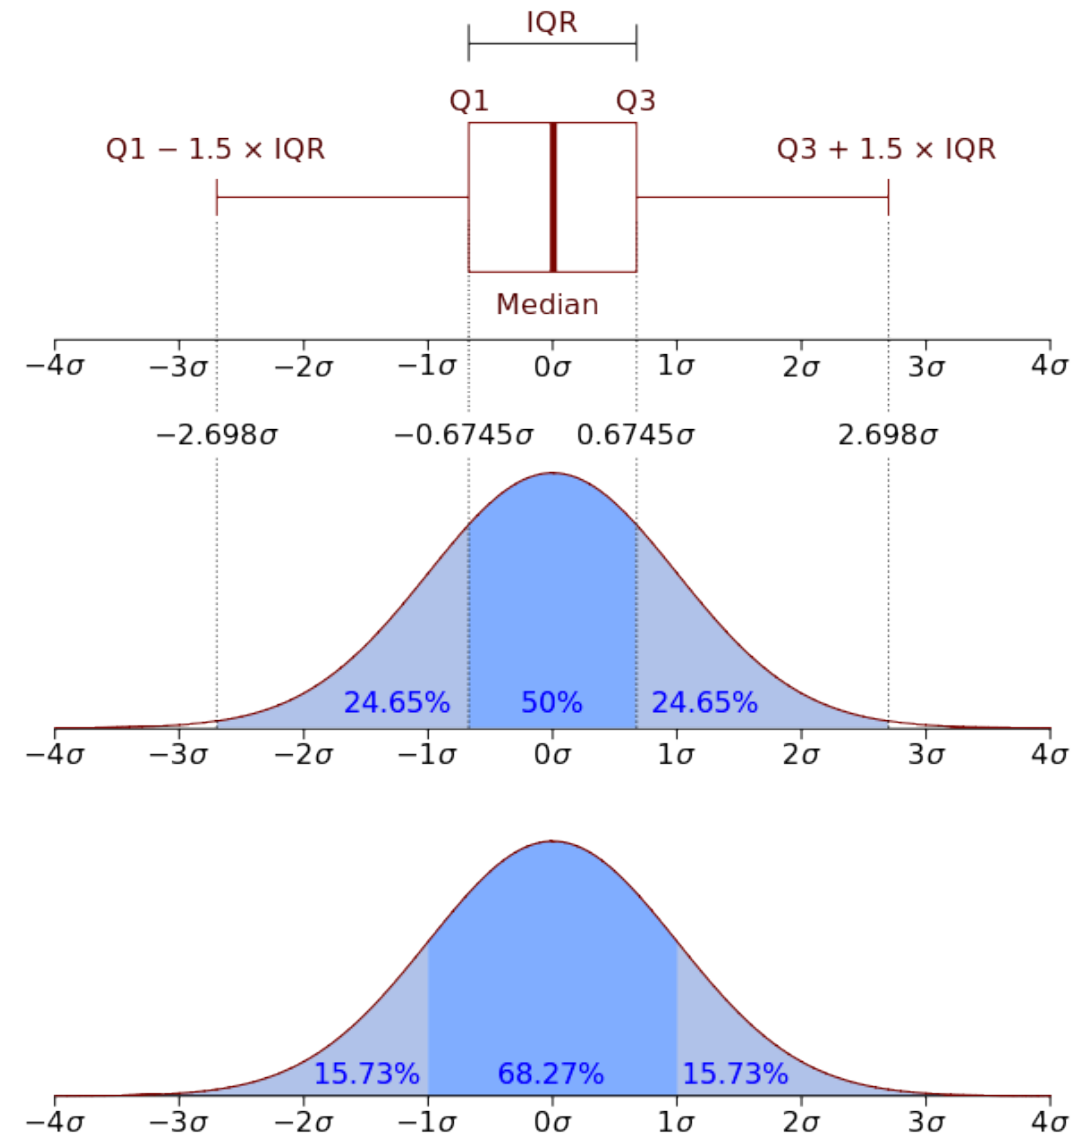 IQR
Q1 Q3
Q1 − 1.5 × IQR Q3 + 1.5 × IQR
Median
−4σ −3σ −2σ −1σ 0σ 1σ 2σ 3σ 4σ
−2.698σ −0.6745σ 0.6745σ 2.698σ
24.65% 50% 24.65%
−4σ −3σ −2σ −1σ 0σ 1σ 2σ 3σ 4σ
15.73% 68.27% 15.73%
−4σ −3σ −2σ −1σ 0σ 1σ 2σ 3σ 4σ